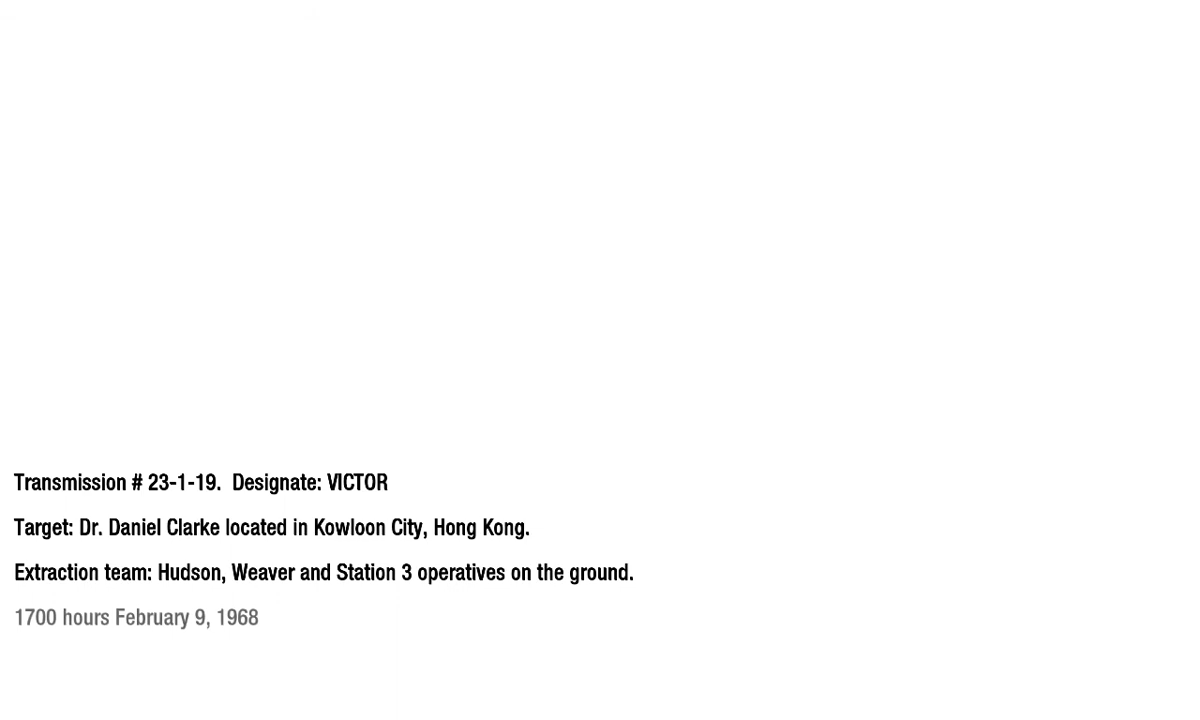 Transmission # 23-1-19.  Designate: VICTOR
Target: Dr. Daniel Clarke located in Kowloon City, Hong Kong.
Extraction team: Hudson, Weaver and Station 3 operatives on the ground.
1700 hours February 9, 1968